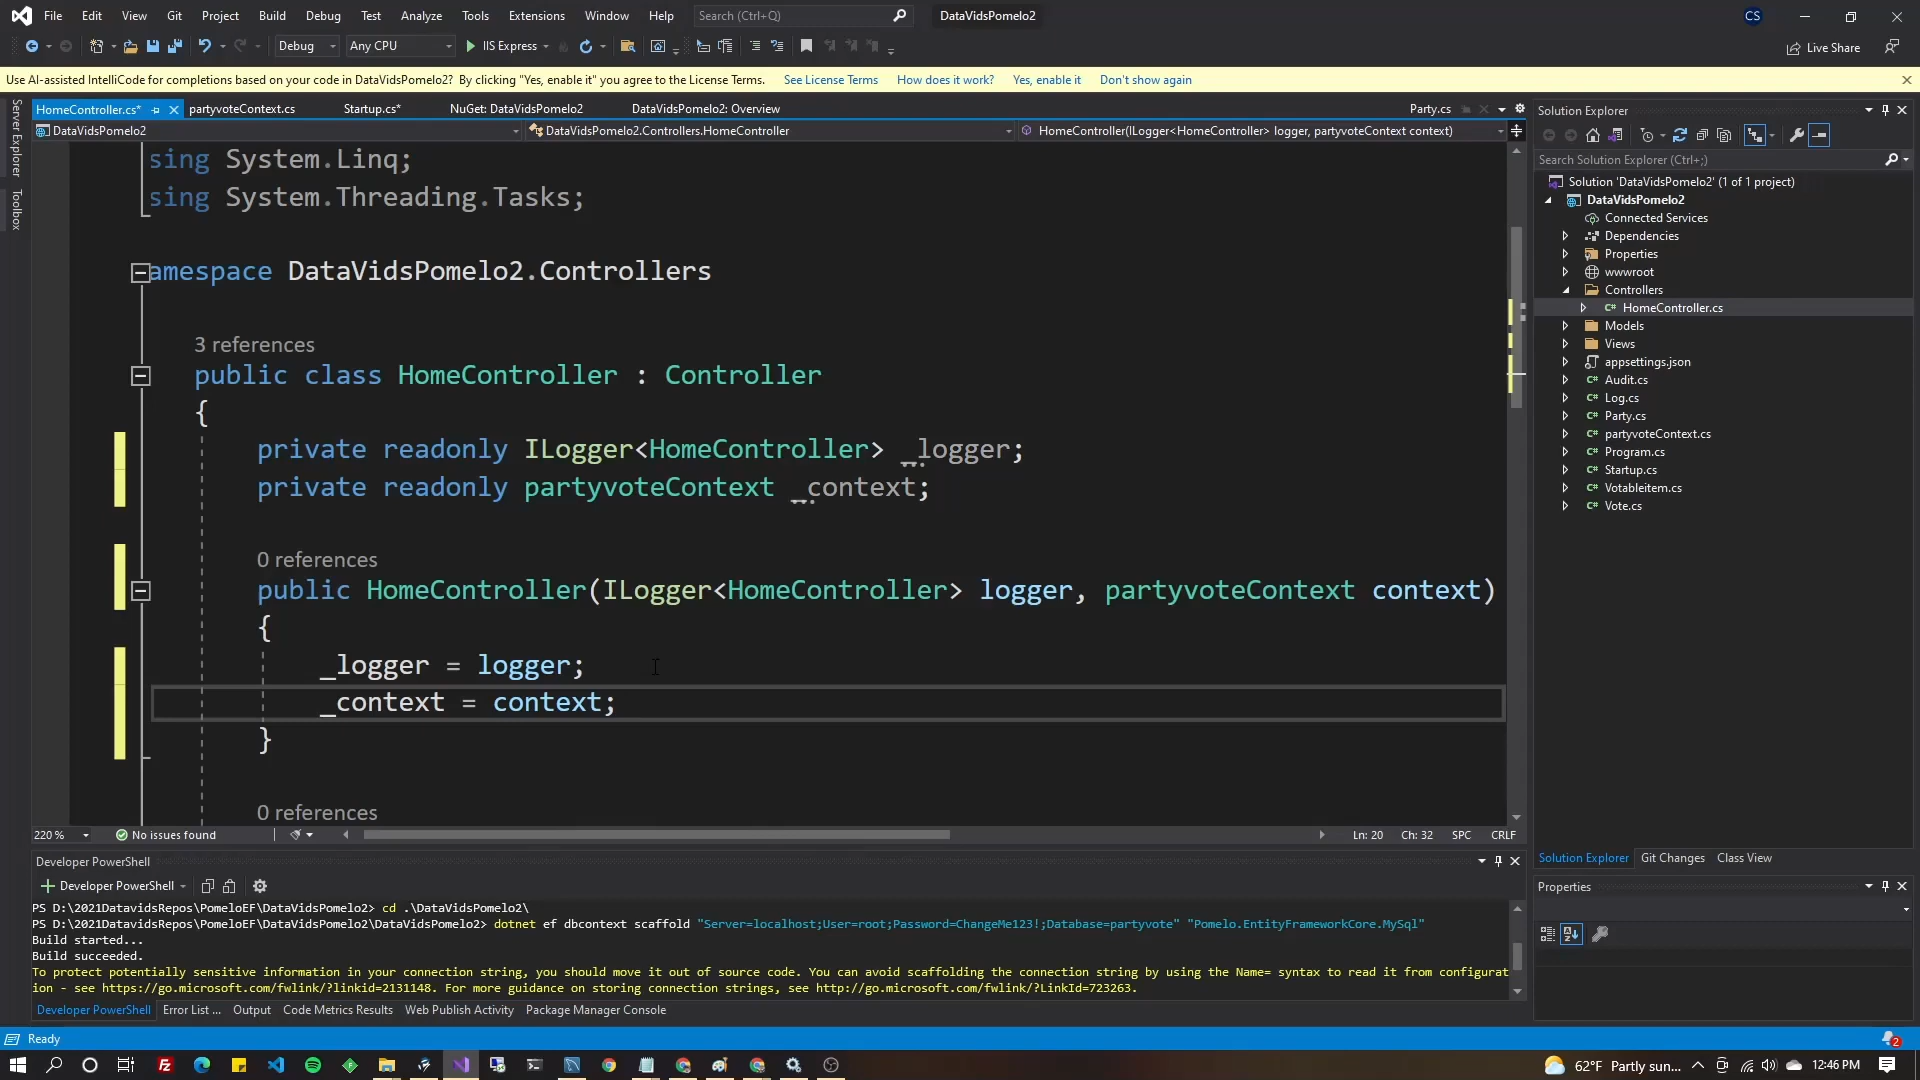 File Edit View Git Project Build Debug Test Analyze Tools Extensions Window Help Search (Ctrl+Q) DataVidsPomelo2 CS
Debug Any CPU IIS Express Live Share
Use AI-assisted IntelliCode for completions based on your code in DataVidsPomelo2? By clicking "Yes, enable it" you agree to the License Terms. See License Terms How does it work? Yes, enable it Don't show again
Server Explorer
Toolbox
HomeController.cs* partyvoteContext.cs Startup.cs* NuGet: DataVidsPomelo2 DataVidsPomelo2: Overview Party.cs
DataVidsPomelo2 DataVidsPomelo2.Controllers.HomeController HomeController(ILogger<HomeController> logger, partyvoteContext context)
sing System.Linq;
sing System.Threading.Tasks;
amespace DataVidsPomelo2.Controllers
3 references
public class HomeController : Controller
{
private readonly ILogger<HomeController> _logger;
private readonly partyvoteContext _context;
0 references
public HomeController(ILogger<HomeController> logger, partyvoteContext context)
{
_logger = logger;
_context = context;
}
0 references
220 % No issues found Ln: 20 Ch: 32 SPC CRLF
Developer PowerShell
Developer PowerShell
PS D:\2021DatavidsRepos\PomeloEF\DataVidsPomelo2> cd .\DataVidsPomelo2\
PS D:\2021DatavidsRepos\PomeloEF\DataVidsPomelo2\DataVidsPomelo2> dotnet ef dbcontext scaffold "Server=localhost;User=root;Password=ChangeMe123!;Database=partyvote" "Pomelo.EntityFrameworkCore.MySql"
Build started...
Build succeeded.
To protect potentially sensitive information in your connection string, you should move it out of source code. You can avoid scaffolding the connection string by using the Name= syntax to read it from configurat
ion - see https://go.microsoft.com/fwlink/?linkid=2131148. For more guidance on storing connection strings, see http://go.microsoft.com/fwlink/?LinkId=723263.
Developer PowerShell Error List ... Output Code Metrics Results Web Publish Activity Package Manager Console
Solution Explorer
Search Solution Explorer (Ctrl+;)
Solution 'DataVidsPomelo2' (1 of 1 project)
DataVidsPomelo2
Connected Services
Dependencies
Properties
wwwroot
Controllers
C# HomeController.cs
Models
Views
appsettings.json
C# Audit.cs
C# Log.cs
C# Party.cs
C# partyvoteContext.cs
C# Program.cs
C# Startup.cs
C# Votableitem.cs
C# Vote.cs
Solution Explorer Git Changes Class View
Properties
Ready 2
62°F Partly sun... 12:46 PM